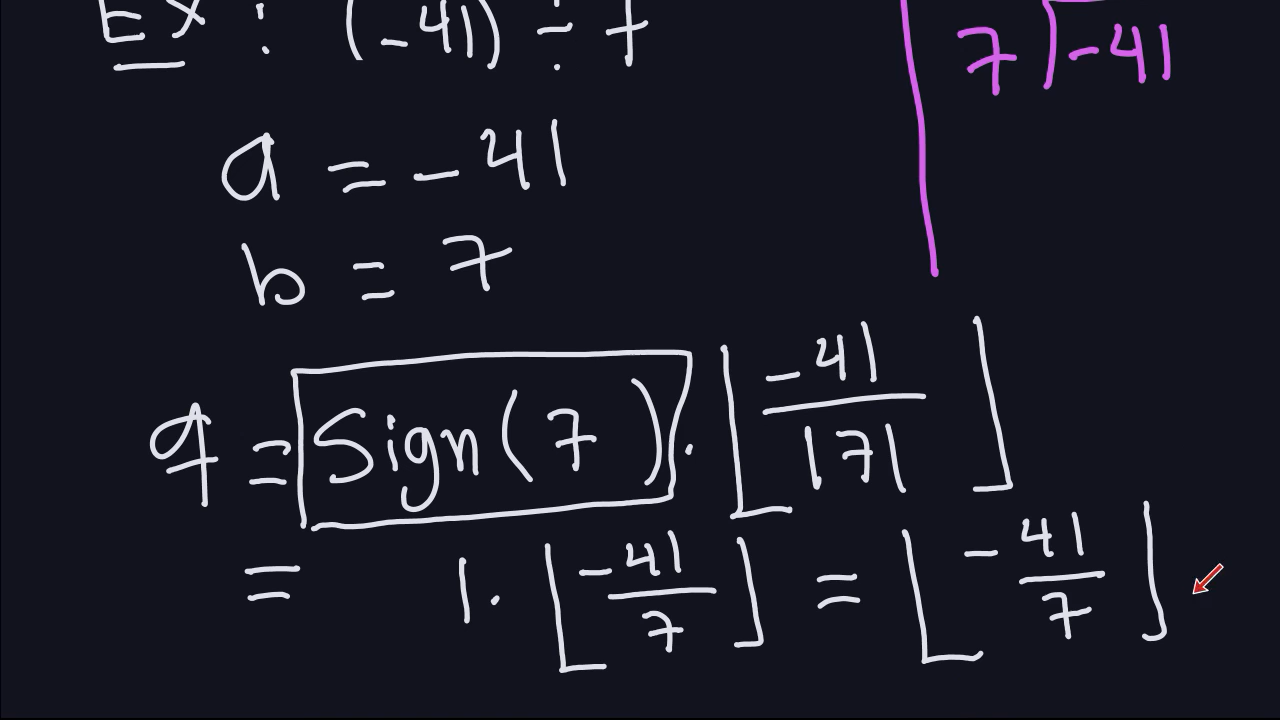 Ex : (-41) ÷ 7
7)-41
a = -41
b = 7
q = Sign(7) · ⌊-41/|7|⌋
= 1 · ⌊-41/7⌋ = ⌊-41/7⌋